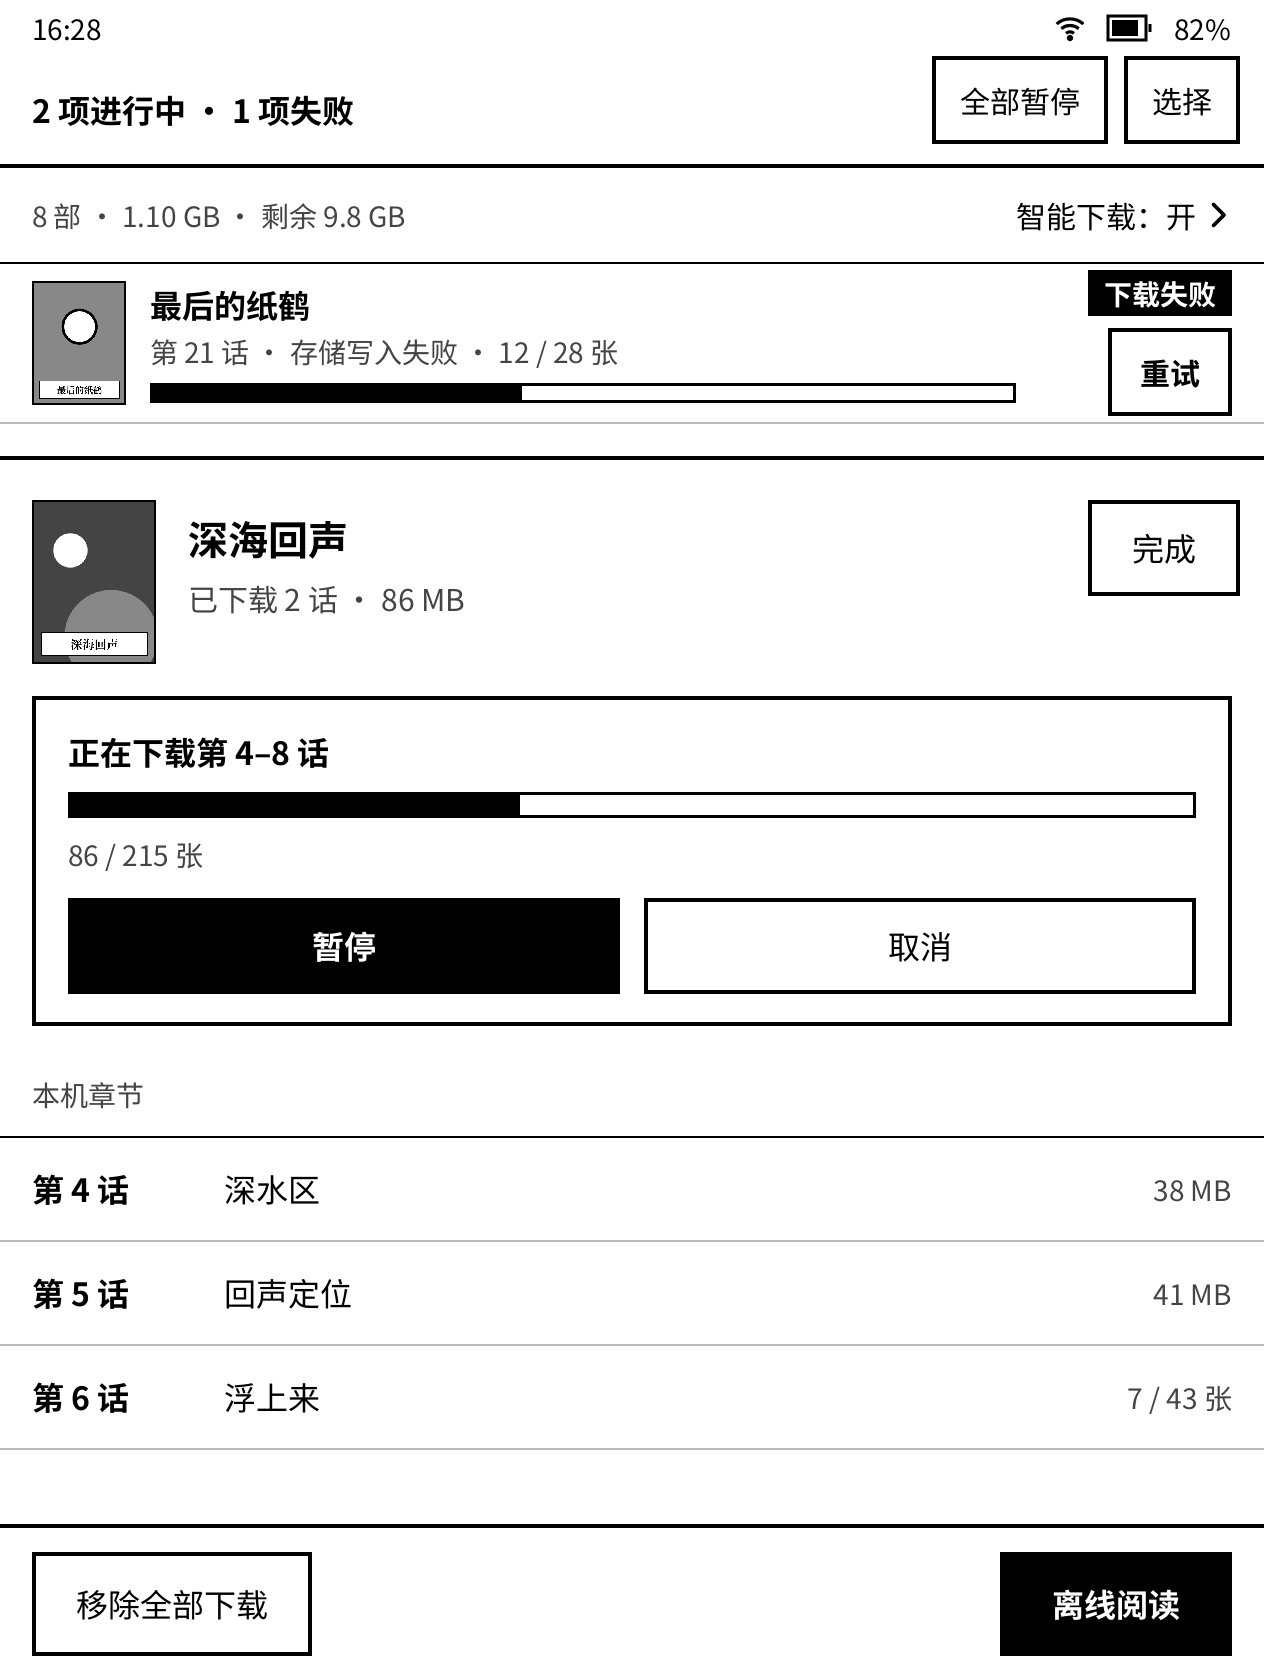 16:28
82%
2 项进行中 · 1 项失败
全部暂停
选择
8 部 · 1.10 GB · 剩余 9.8 GB
智能下载：开
最后的纸鹤
最后的纸鹤
第 21 话 · 存储写入失败 · 12 / 28 张
下载失败
重试
深海回声
深海回声
已下载 2 话 · 86 MB
完成
正在下载第 4–8 话
86 / 215 张
暂停
取消
本机章节
第 4 话 深水区 38 MB
第 5 话 回声定位 41 MB
第 6 话 浮上来 7 / 43 张
移除全部下载
离线阅读